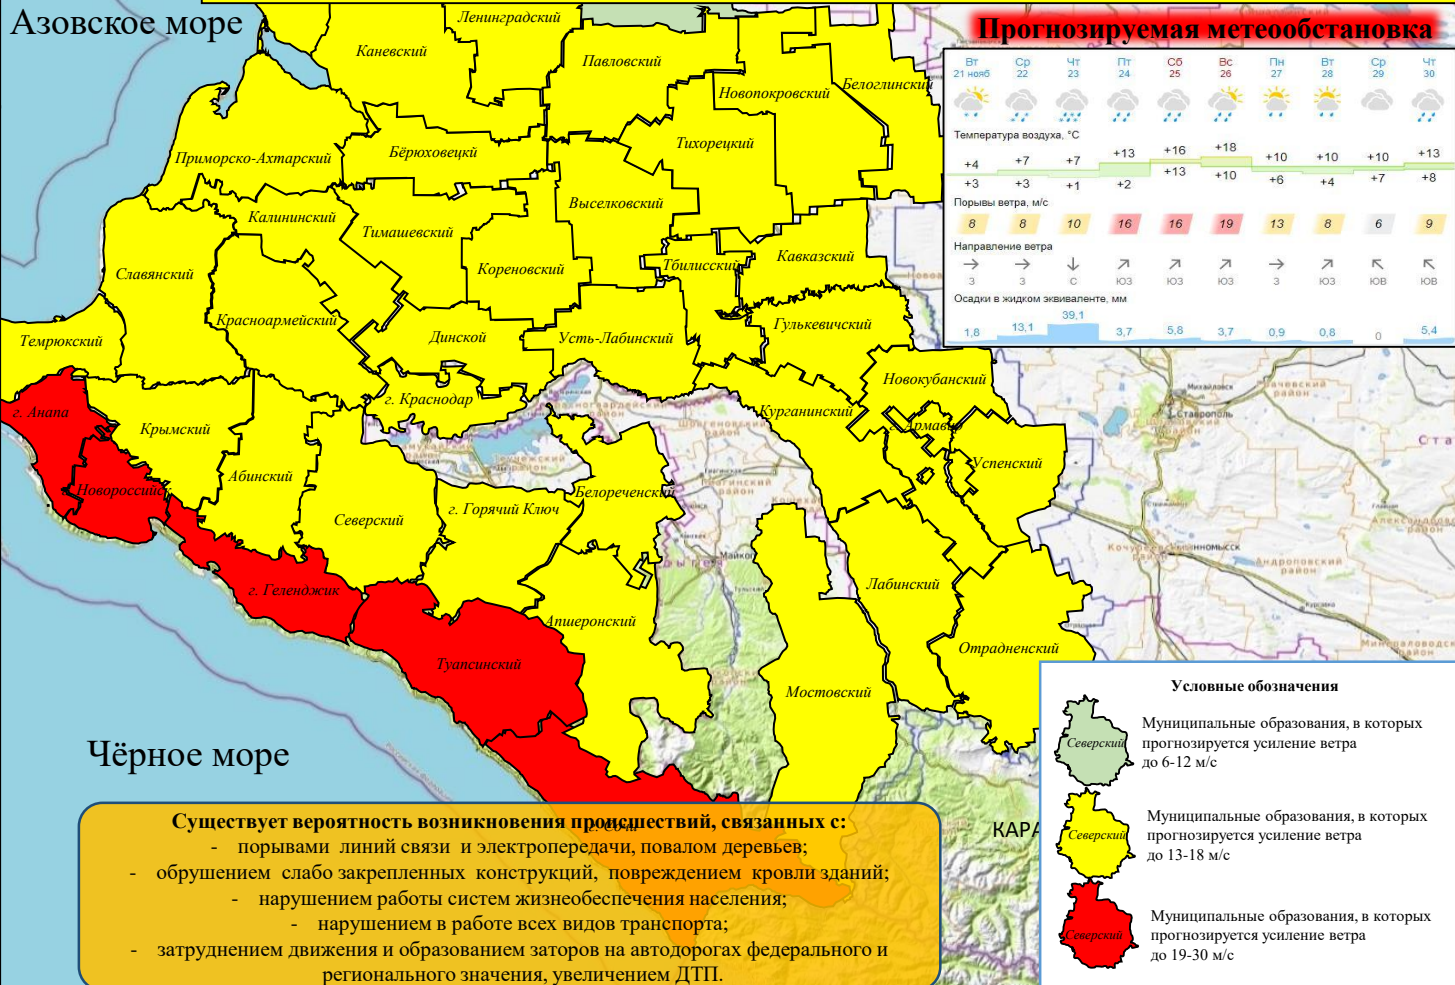 Азовское море
Прогнозируемая метеообстановка
Вт Ср Чт Пт Сб Вс Пн Вт Ср Чт
21 нояб 22 23 24 25 26 27 28 29 30
Температура воздуха, °C
+4 +7 +7 +13 +16 +18 +10 +10 +10 +13
+3 +3 +1 +2 +13 +10 +6 +4 +7 +8
Порывы ветра, м/с
8 8 10 16 16 19 13 8 6 9
Направление ветра
З З С ЮЗ ЮЗ ЮЗ З ЮЗ ЮВ ЮВ
Осадки в жидком эквиваленте, мм
1,8 13,1 39,1 3,7 5,8 3,7 0,9 0,8 0 5,4
Ленинградский
Каневский
Павловский
Белоглинский
Новопокровский
Тихорецкий
Приморско-Ахтарский
Бёрюховецкй
Выселковский
Калининский
Тимашевский
Кавказский
Тбилисский
Кореновский
Славянский
Красноармейский
Гулькевичский
Динской
Усть-Лабинский
Темрюкский
Новокубанский
г. Краснодар
г. Анапа
Курганинский
Крымский
г. Армавир
Успенский
Абинский
г. Новороссийск
Белореченский
г. Горячий Ключ
Северский
Майкоп
Лабинский
г. Геленджик
Апшеронский
Отрадненский
Туапсинский
Мостовский
г. Сочи
Михайловск
Ставрополь
Чёрное море
КАРА
Существует вероятность возникновения происшествий, связанных с:
- порывами линий связи и электропередачи, повалом деревьев;
- обрушением слабо закрепленных конструкций, повреждением кровли зданий;
- нарушением работы систем жизнеобеспечения населения;
- нарушением в работе всех видов транспорта;
- затруднением движения и образованием заторов на автодорогах федерального и
регионального значения, увеличением ДТП.
Условные обозначения
Северский
Муниципальные образования, в которых
прогнозируется усиление ветра
до 6-12 м/с
Северский
Муниципальные образования, в которых
прогнозируется усиление ветра
до 13-18 м/с
Северский
Муниципальные образования, в которых
прогнозируется усиление ветра
до 19-30 м/с